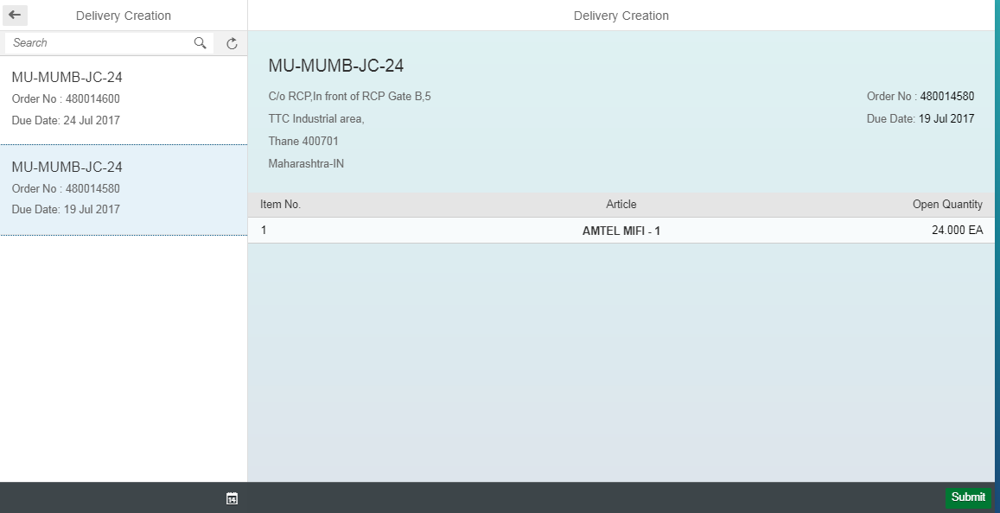 Delivery Creation
Search
MU-MUMB-JC-24
Order No : 480014600
Due Date: 24 Jul 2017
MU-MUMB-JC-24
Order No : 480014580
Due Date: 19 Jul 2017
14
Delivery Creation
MU-MUMB-JC-24
C/o RCP,In front of RCP Gate B,5
TTC Industrial area,
Thane 400701
Maharashtra-IN
Order No : 480014580
Due Date: 19 Jul 2017
Item No. Article Open Quantity
1 AMTEL MIFI - 1 24.000 EA
Submit